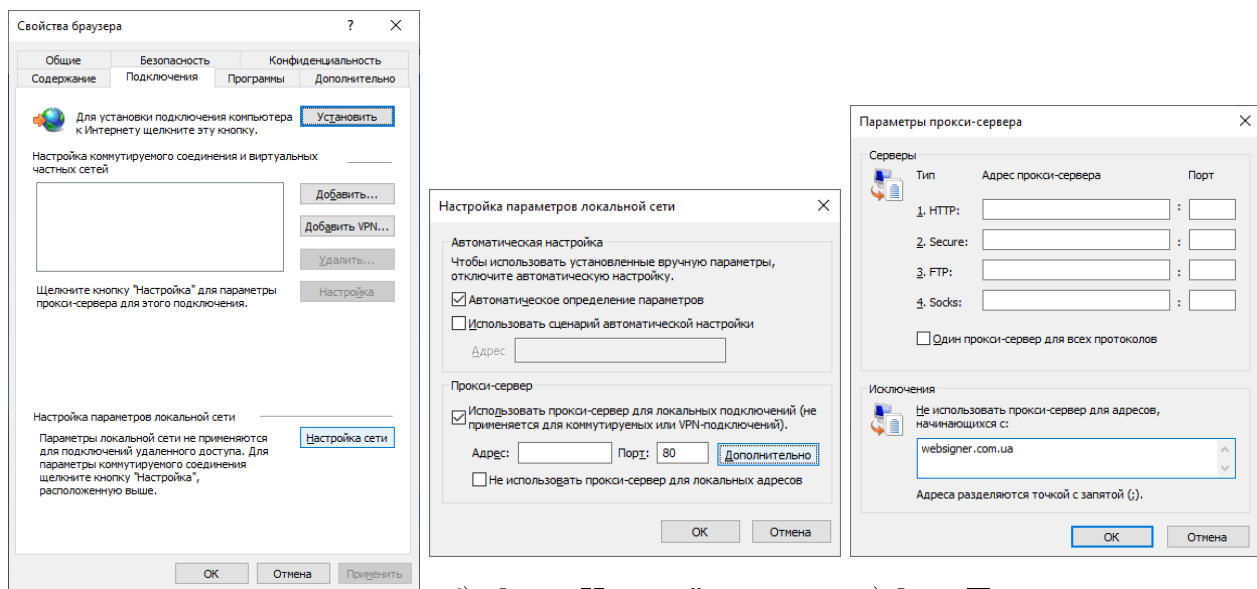 Свойства браузера ? ×
Общие Безопасность Конфиденциальность
Содержание Подключения Программы Дополнительно
Для установки подключения компьютера
к Интернету щелкните эту кнопку.
Установить
Настройка коммутируемого соединения и виртуальных
частных сетей
Добавить...
Добавить VPN...
Удалить...
Щелкните кнопку "Настройка" для параметры
прокси-сервера для этого подключения.
Настройка
Настройка параметров локальной сети
Параметры локальной сети не применяются
для подключений удаленного доступа. Для
параметры коммутируемого соединения
щелкните кнопку "Настройка",
расположенную выше.
Настройка сети
ОК Отмена Применить
Настройка параметров локальной сети ×
Автоматическая настройка
Чтобы использовать установленные вручную параметры,
отключите автоматическую настройку.
Автоматическое определение параметров
Использовать сценарий автоматической настройки
Адрес
Прокси-сервер
Использовать прокси-сервер для локальных подключений (не
применяется для коммутируемых или VPN-подключений).
Адрес: Порт: 80 Дополнительно
Не использовать прокси-сервер для локальных адресов
ОК Отмена
Параметры прокси-сервера ×
Серверы
Тип Адрес прокси-сервера Порт
1. HTTP: :
2. Secure: :
3. FTP: :
4. Socks: :
Один прокси-сервер для всех протоколов
Исключения
Не использовать прокси-сервер для адресов,
начинающихся с:
websigner.com.ua
Адреса разделяются точкой с запятой (;).
ОК Отмена